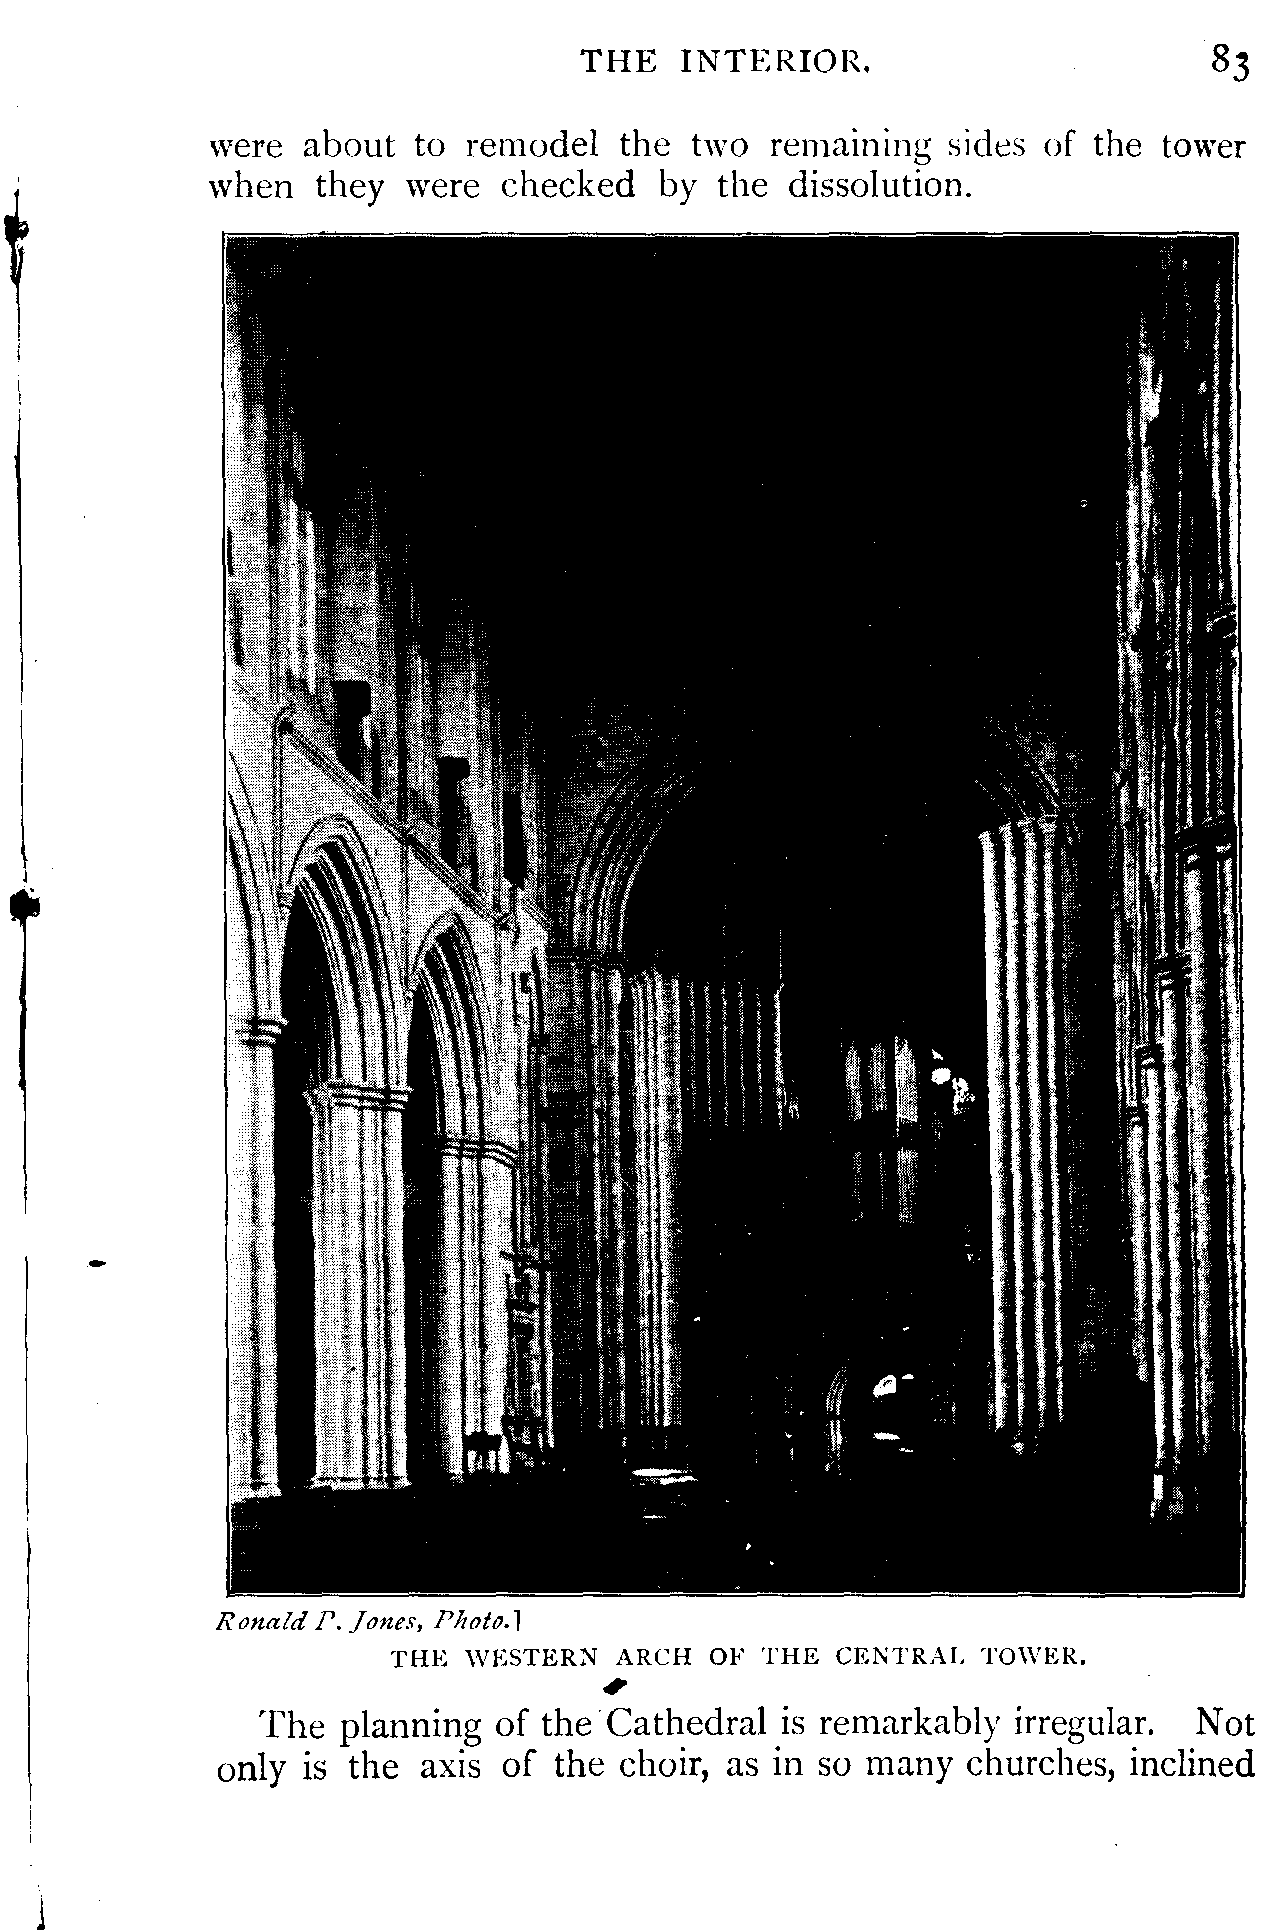 THE INTERIOR. 83
were about to remodel the two remaining sides of the tower
when they were checked by the dissolution.
Ronald P. Jones, Photo.]
THE WESTERN ARCH OF THE CENTRAL TOWER.
The planning of the Cathedral is remarkably irregular. Not
only is the axis of the choir, as in so many churches, inclined